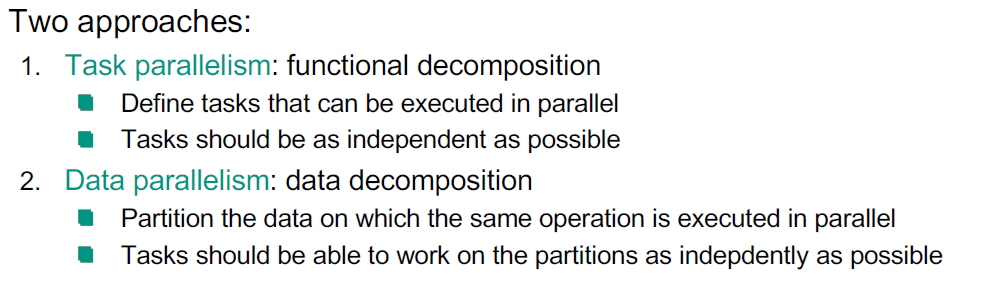 Two approaches:
1. Task parallelism: functional decomposition
Define tasks that can be executed in parallel
Tasks should be as independent as possible
2. Data parallelism: data decomposition
Partition the data on which the same operation is executed in parallel
Tasks should be able to work on the partitions as indepdently as possible